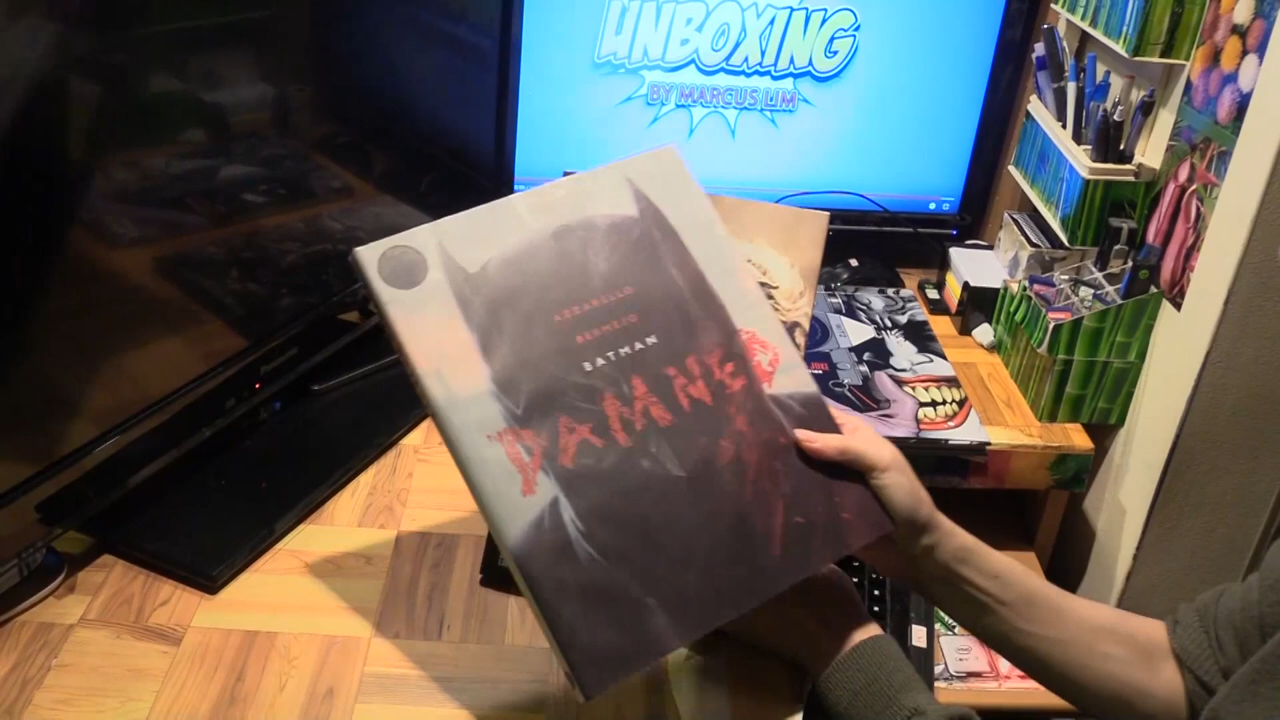 UNBOXING
BY MARCUS LIM
AZZARELLO
BERMEJO
BATMAN
DAMNED